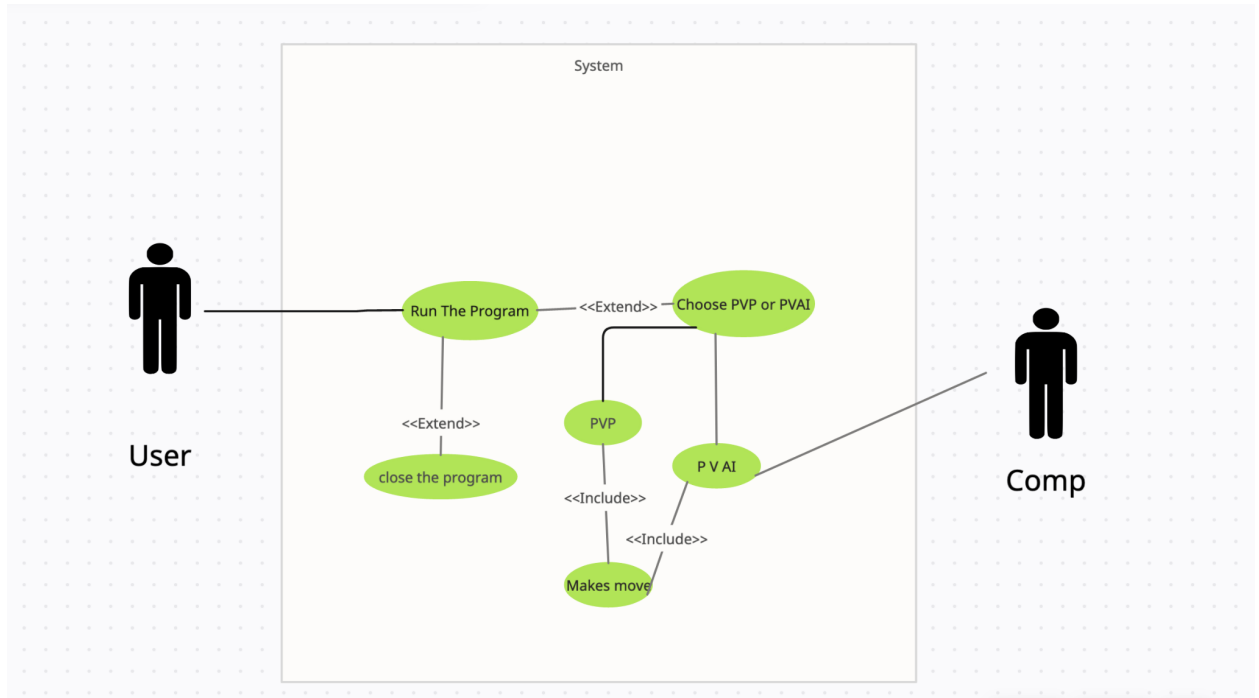 System
Run The Program
<<Extend>>
Choose PVP or PVAI
<<Extend>>
PVP
User
close the program
P V AI
Comp
<<Include>>
<<Include>>
Makes move